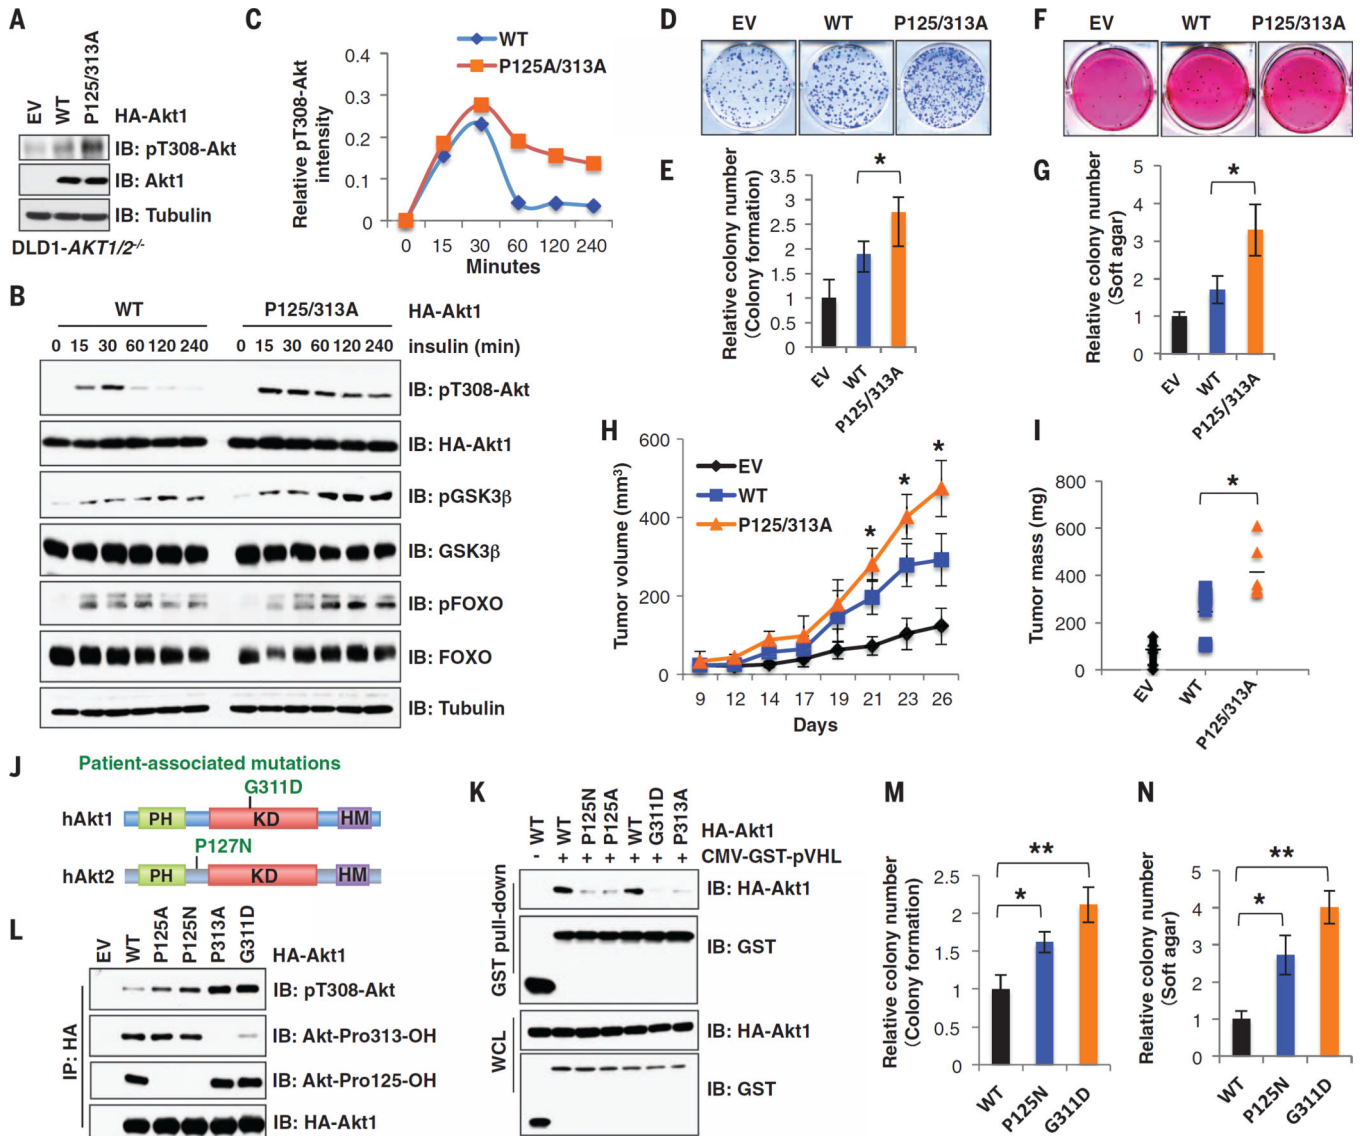 A
EV
WT
P125/313A
HA-Akt1
IB: pT308-Akt
IB: Akt1
IB: Tubulin
DLD1-AKT1/2-/-
C
WT
P125A/313A
Relative pT308-Akt
intensity
0.4
0.3
0.2
0.1
0
0 15 30 60 120 240
Minutes
D
EV WT P125/313A
E
Relative colony number
(Colony formation)
3.5
3
2.5
2
1.5
1
0.5
0
*
EV
WT
P125/313A
F
EV WT P125/313A
G
Relative colony number
(Soft agar)
5
4
3
2
1
0
*
EV
WT
P125/313A
B
WT P125/313A HA-Akt1
0 15 30 60 120 240 0 15 30 60 120 240 insulin (min)
IB: pT308-Akt
IB: HA-Akt1
IB: pGSK3β
IB: GSK3β
IB: pFOXO
IB: FOXO
IB: Tubulin
H
Tumor volume (mm3)
600
400
200
0
EV
WT
P125/313A
* * *
9 12 14 17 19 21 23 26
Days
I
Tumor mass (mg)
800
600
400
200
0
*
EV
WT
P125/313A
J
Patient-associated mutations
G311D
hAkt1 PH KD HM
P127N
hAkt2 PH KD HM
K
WT WT P125N P125A WT G311D P313A
HA-Akt1
- + + + + + + CMV-GST-pVHL
GST pull-down
IB: HA-Akt1
IB: GST
WCL
IB: HA-Akt1
IB: GST
L
EV WT P125A P125N P313A G311D
HA-Akt1
IP: HA
IB: pT308-Akt
IB: Akt-Pro313-OH
IB: Akt-Pro125-OH
IB: HA-Akt1
M
Relative colony number
(Colony formation)
2.5
2
1.5
1
0.5
0
**
*
WT
P125N
G311D
N
Relative colony number
(Soft agar)
5
4
3
2
1
0
**
*
WT
P125N
G311D